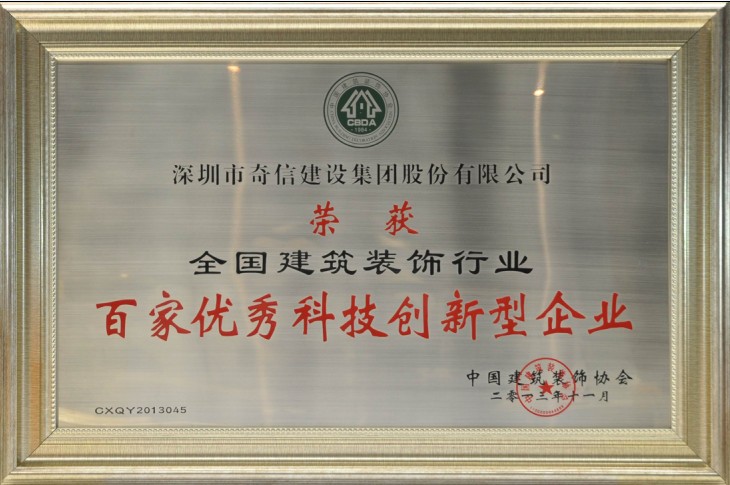 CBDA
1984
深圳市奇信建设集团股份有限公司
荣获
全国建筑装饰行业
百家优秀科技创新型企业
中国建筑装饰协会
二零一三年十一月
CXQY2013045